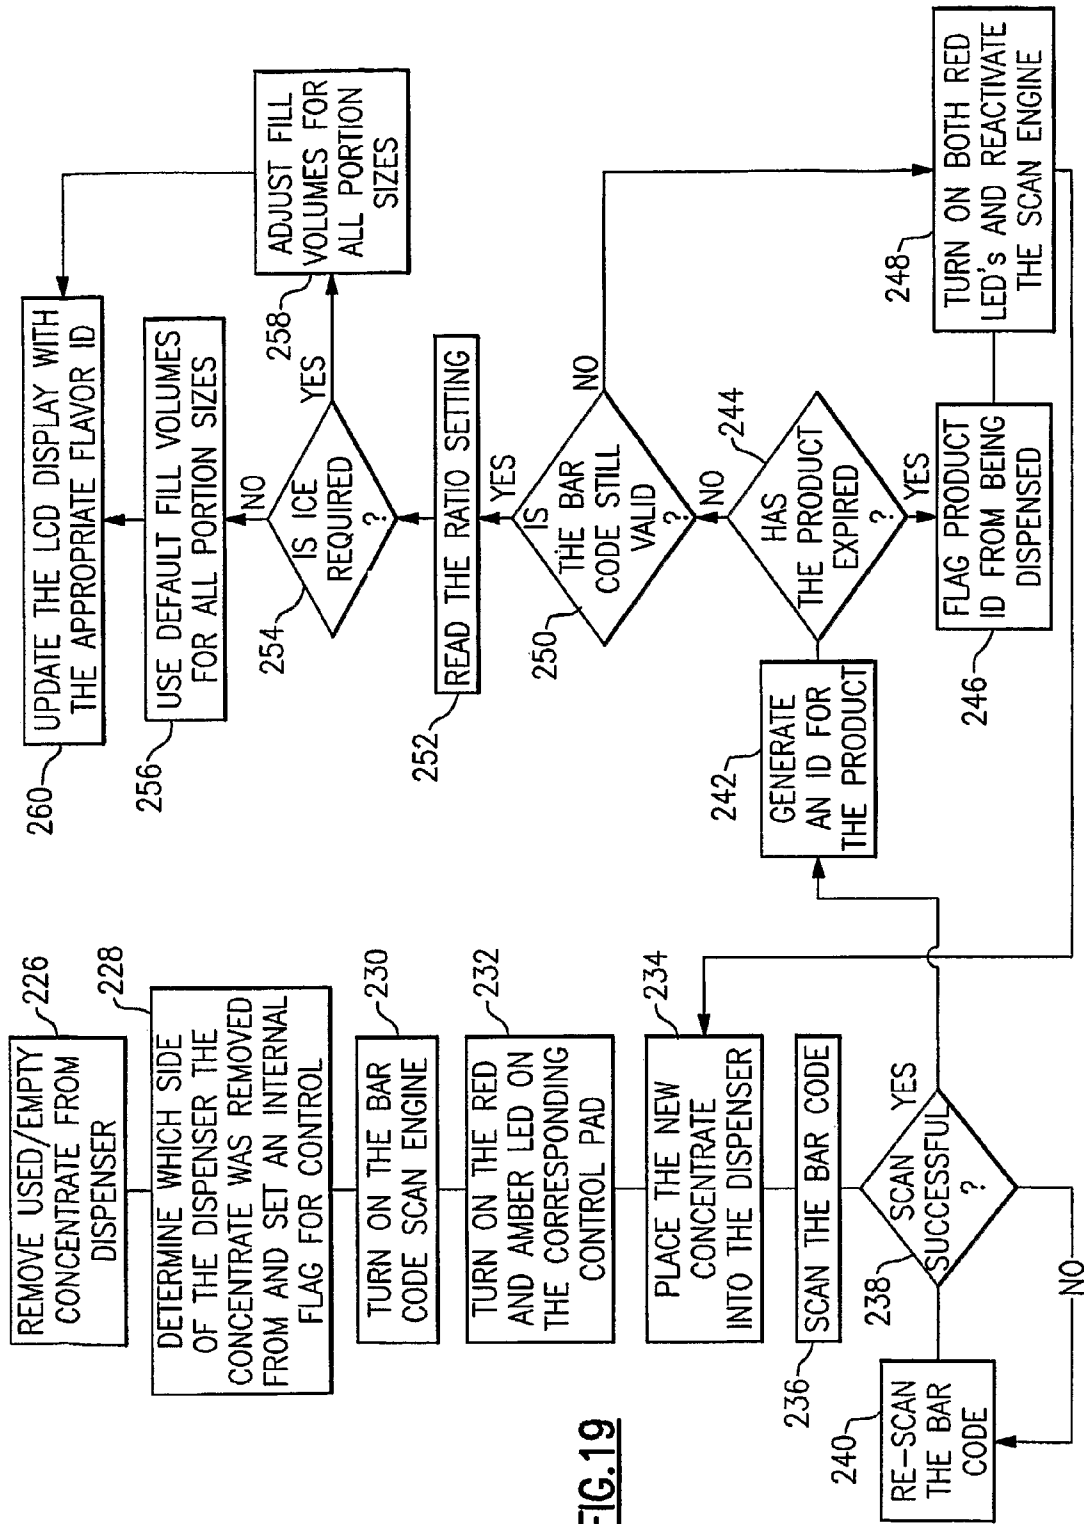 REMOVE USED/EMPTY
CONCENTRATE FROM
DISPENSER
226
DETERMINE WHICH SIDE
OF THE DISPENSER THE
CONCENTRATE WAS REMOVED
FROM AND SET AN INTERNAL
FLAG FOR CONTROL
228
TURN ON THE BAR
CODE SCAN ENGINE
230
TURN ON THE RED
AND AMBER LED ON
THE CORRESPONDING
CONTROL PAD
232
PLACE THE NEW
CONCENTRATE
INTO THE DISPENSER
234
SCAN THE BAR CODE
236
SCAN
SUCCESSFUL
?
238
YES
NO
RE-SCAN
THE BAR
CODE
240
GENERATE
AN ID FOR
THE PRODUCT
242
HAS
THE PRODUCT
EXPIRED
?
244
YES
NO
FLAG PRODUCT
ID FROM BEING
DISPENSED
246
TURN ON BOTH RED
LED's AND REACTIVATE
THE SCAN ENGINE
248
IS
THE BAR
CODE STILL
VALID
?
250
NO
YES
READ THE RATIO SETTING
252
IS ICE
REQUIRED
?
254
YES
NO
USE DEFAULT FILL VOLUMES
FOR ALL PORTION SIZES
256
ADJUST FILL
VOLUMES FOR
ALL PORTION
SIZES
258
UPDATE THE LCD DISPLAY WITH
THE APPROPRIATE FLAVOR ID
260
FIG.19